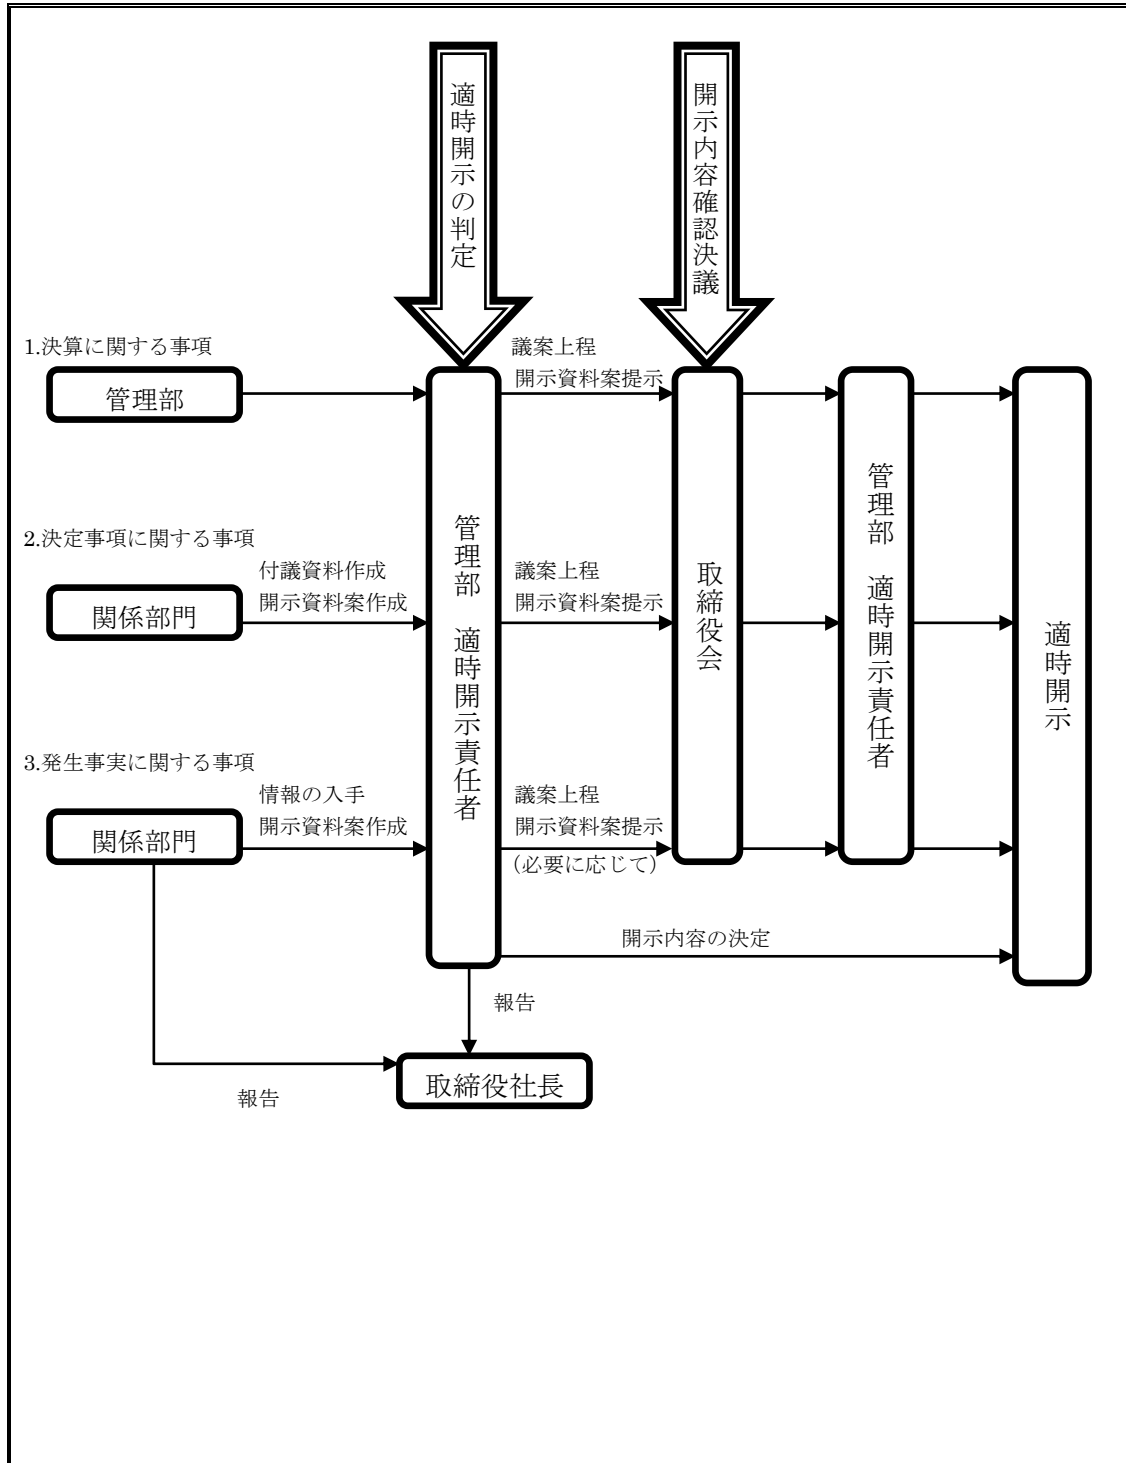 適時開示の判定
開示内容確認決議
1.決算に関する事項
管理部
議案上程
開示資料案提示
2.決定事項に関する事項
関係部門
付議資料作成
開示資料案作成
議案上程
開示資料案提示
3.発生事実に関する事項
関係部門
情報の入手
開示資料案作成
議案上程
開示資料案提示
(必要に応じて)
管理部　適時開示責任者
取締役会
管理部　適時開示責任者
適時開示
開示内容の決定
報告
取締役社長
報告